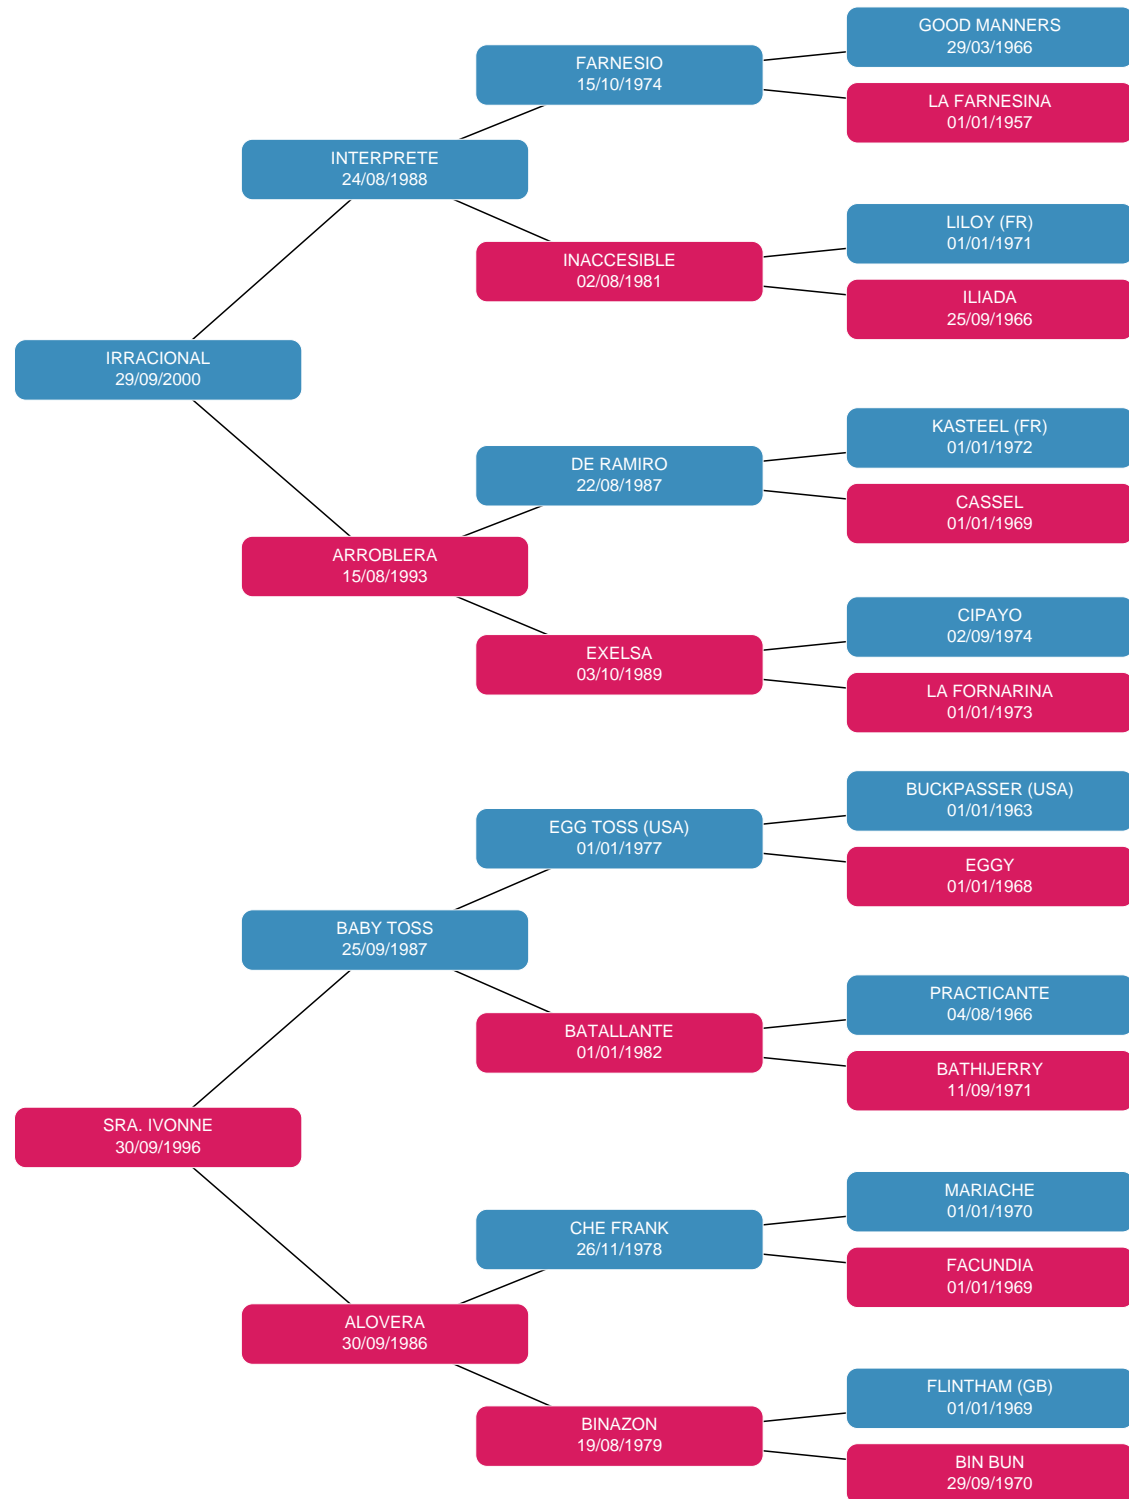 GOOD MANNERS
29/03/1966
FARNESIO
15/10/1974
LA FARNESINA
01/01/1957
INTERPRETE
24/08/1988
LILOY (FR)
01/01/1971
INACCESIBLE
02/08/1981
ILIADA
25/09/1966
IRRACIONAL
29/09/2000
KASTEEL (FR)
01/01/1972
DE RAMIRO
22/08/1987
CASSEL
01/01/1969
ARROBLERA
15/08/1993
CIPAYO
02/09/1974
EXELSA
03/10/1989
LA FORNARINA
01/01/1973
BUCKPASSER (USA)
01/01/1963
EGG TOSS (USA)
01/01/1977
EGGY
01/01/1968
BABY TOSS
25/09/1987
PRACTICANTE
04/08/1966
BATALLANTE
01/01/1982
BATHIJERRY
11/09/1971
SRA. IVONNE
30/09/1996
MARIACHE
01/01/1970
CHE FRANK
26/11/1978
FACUNDIA
01/01/1969
ALOVERA
30/09/1986
FLINTHAM (GB)
01/01/1969
BINAZON
19/08/1979
BIN BUN
29/09/1970